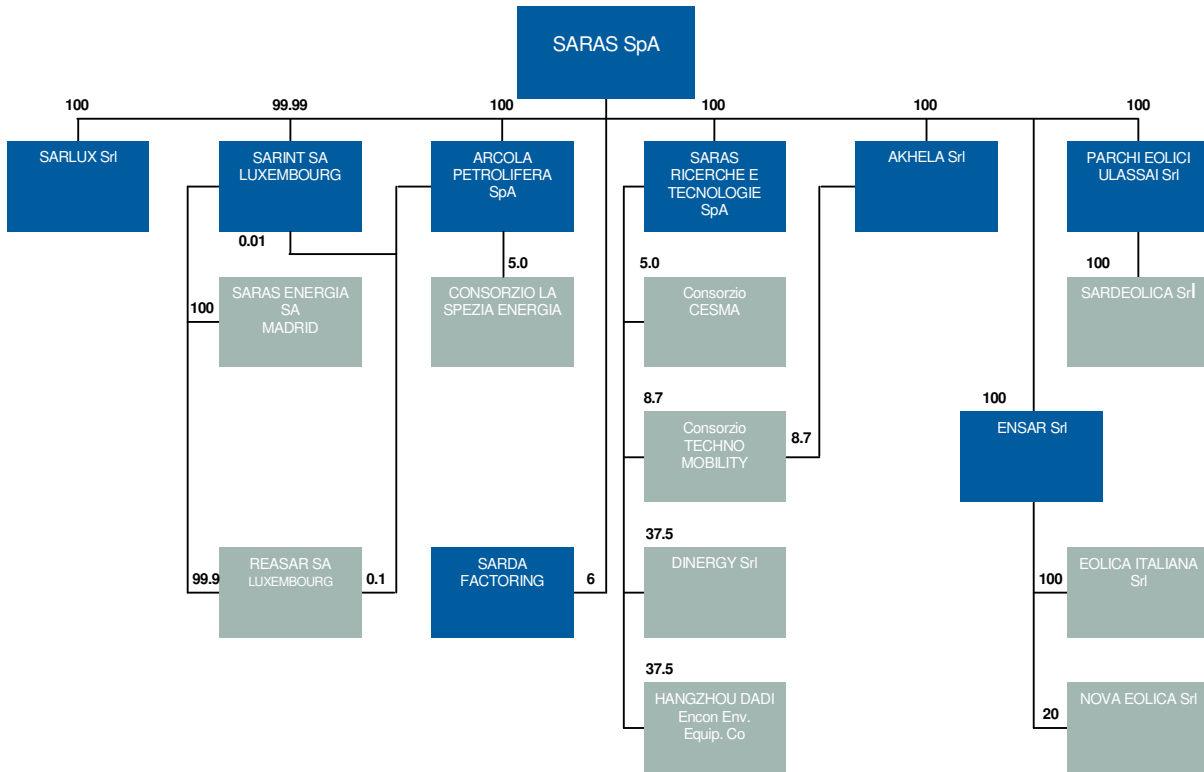 SARAS SpA
100
99.99
100
100
100
100
SARLUX Srl
SARINT SA
LUXEMBOURG
ARCOLA
PETROLIFERA
SpA
SARAS
RICERCHE E
TECNOLOGIE
SpA
AKHELA Srl
PARCHI EOLICI
ULASSAI Srl
0.01
5.0
5.0
100
100
SARAS ENERGIA
SA
MADRID
CONSORZIO LA
SPEZIA ENERGIA
Consorzio
CESMA
SARDEOLICA Srl
8.7
100
Consorzio
TECHNO
MOBILITY
8.7
ENSAR Srl
37.5
99.9
REASAR SA
LUXEMBOURG
0.1
SARDA
FACTORING
6
DINERGY Srl
100
EOLICA ITALIANA
Srl
37.5
HANGZHOU DADI
Encon Env.
Equip. Co
20
NOVA EOLICA Srl